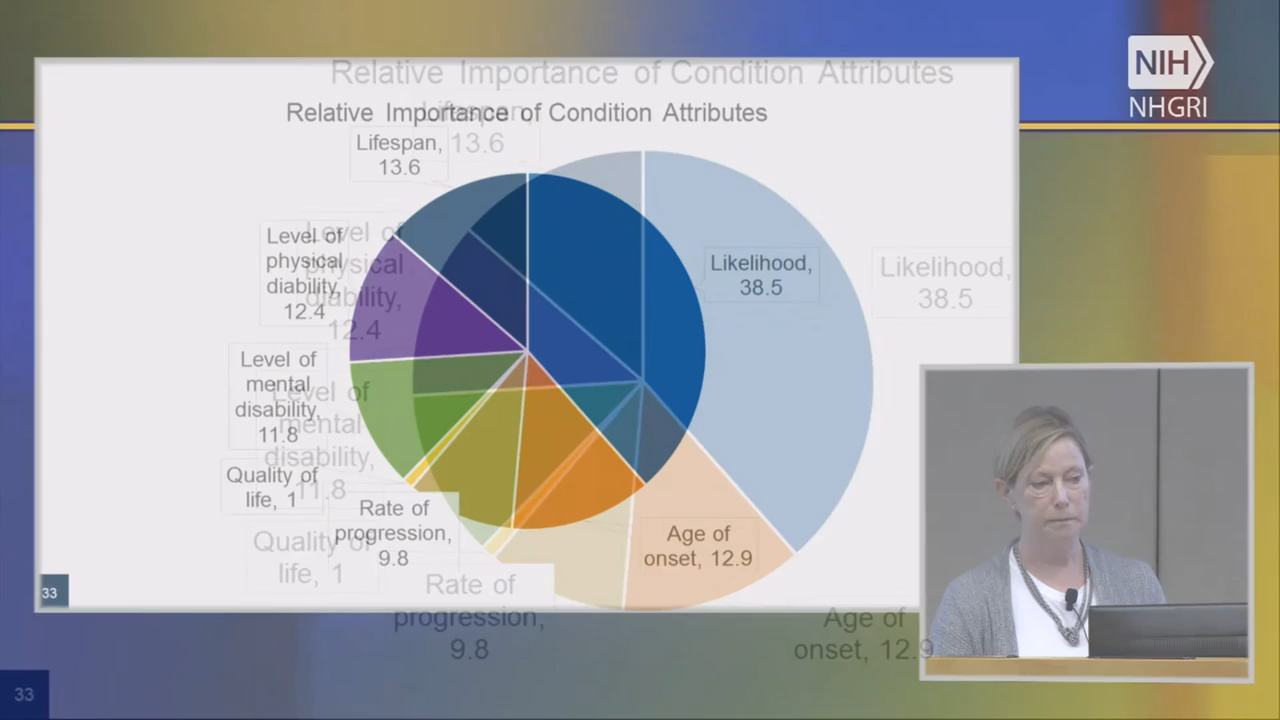 NIH
NHGRI
Relative Importance of Condition Attributes
Relative Importance of Condition Attributes
Lifespan,
13.6
Lifespan,
13.6
Likelihood,
38.5
Likelihood,
38.5
Level of
physical
diability,
12.4
Level of
physical
diability,
12.4
Level of
mental
disability,
11.8
Level of
mental
disability,
11.8
Quality of
life, 1
Quality of
life, 1
Rate of
progression,
9.8
Rate of
progression,
9.8
Age of
onset, 12.9
Age of
onset, 12.9
33
33